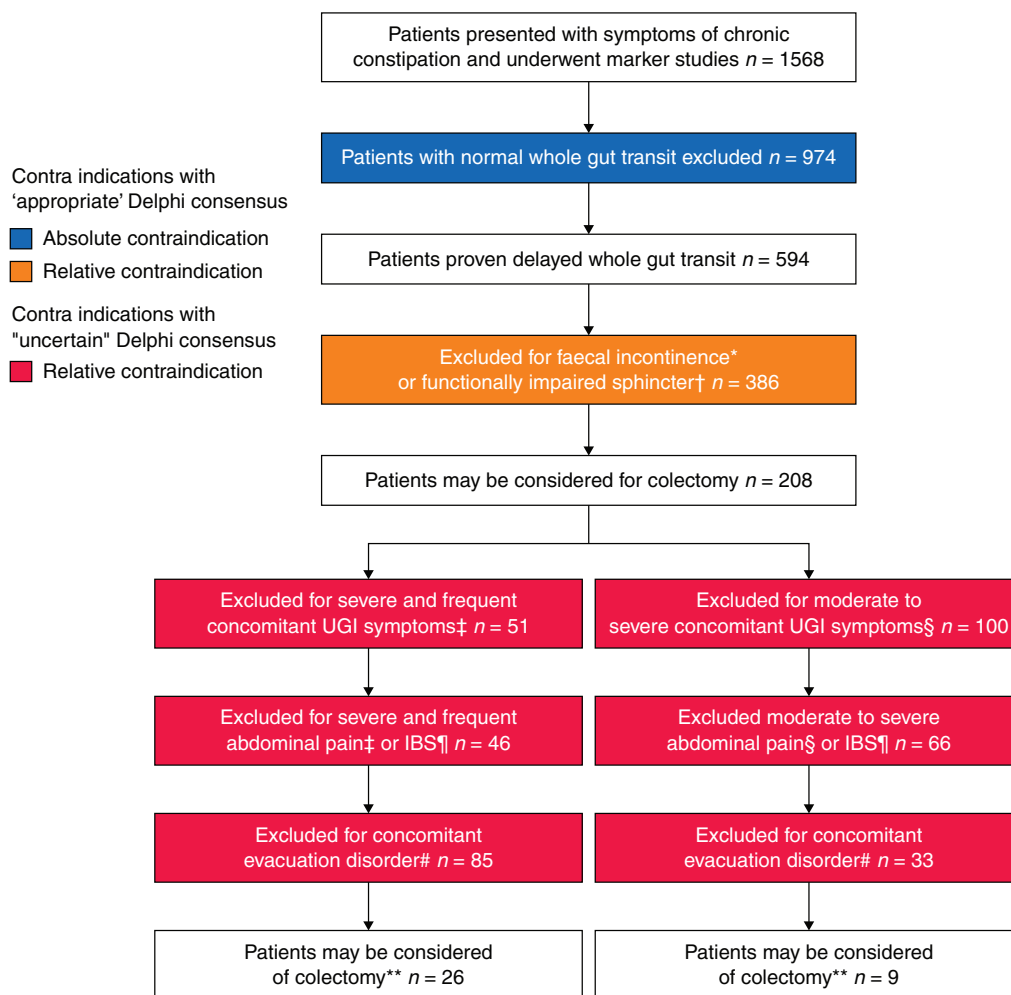 Patients presented with symptoms of chronic
constipation and underwent marker studies n = 1568
Patients with normal whole gut transit excluded n = 974
Contra indications with
'appropriate' Delphi consensus
Absolute contraindication
Relative contraindication
Contra indications with
"uncertain" Delphi consensus
Relative contraindication
Patients proven delayed whole gut transit n = 594
Excluded for faecal incontinence*
or functionally impaired sphincter† n = 386
Patients may be considered for colectomy n = 208
Excluded for severe and frequent
concomitant UGI symptoms‡ n = 51
Excluded for moderate to
severe concomitant UGI symptoms§ n = 100
Excluded for severe and frequent
abdominal pain‡ or IBS¶ n = 46
Excluded moderate to severe
abdominal pain§ or IBS¶ n = 66
Excluded for concomitant
evacuation disorder# n = 85
Excluded for concomitant
evacuation disorder# n = 33
Patients may be considered
of colectomy** n = 26
Patients may be considered
of colectomy** n = 9